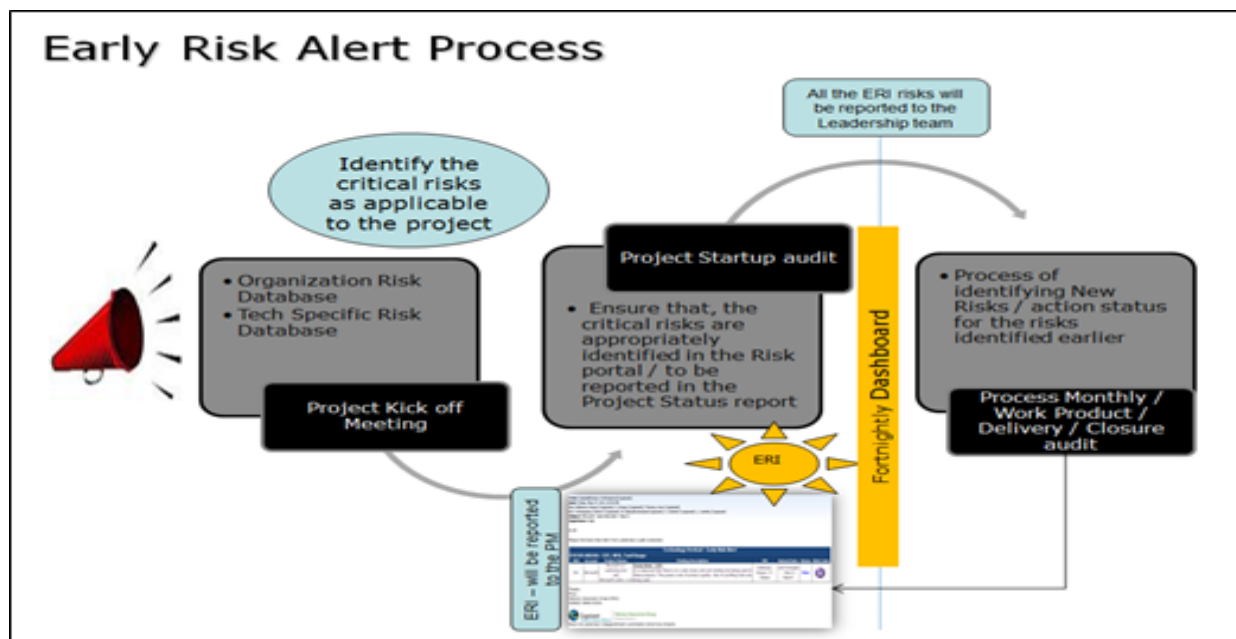 Early Risk Alert Process
All the ERI risks will
be reported to the
Leadership team
Identify the
critical risks
as applicable
to the project
• Organization Risk
Database
• Tech Specific Risk
Database
Project Kick off
Meeting
Project Startup audit
• Ensure that, the
critical risks are
appropriately
identified in the Risk
portal / to be
reported in the
Project Status report
ERI
Fortnightly Dashboard
• Process of
identifying New
Risks / action status
for the risks
identified earlier
Process Monthly /
Work Product /
Delivery / Closure
audit
ERI – will be reported
to the PM